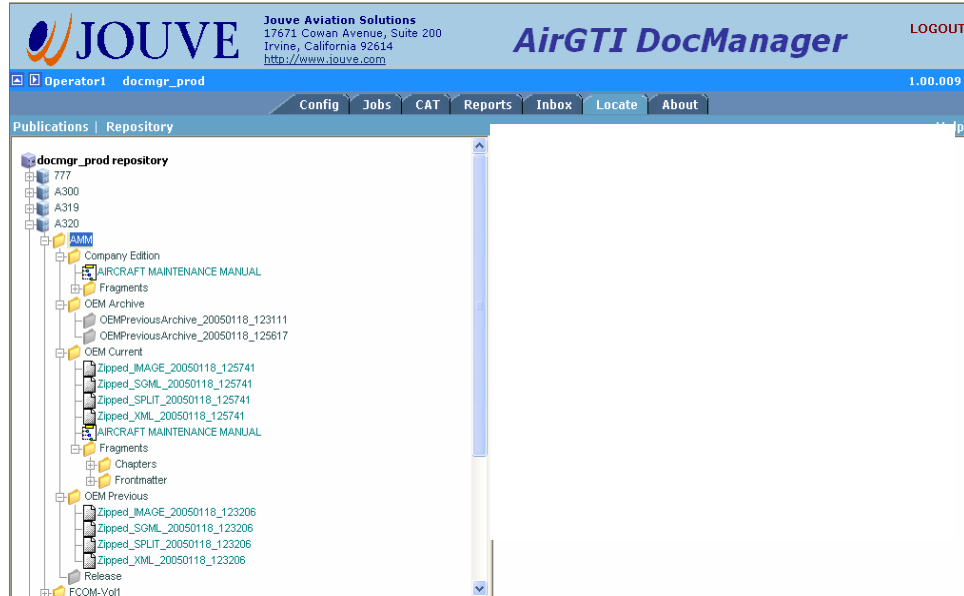 JOUVE
Jouve Aviation Solutions
17671 Cowan Avenue, Suite 200
Irvine, California 92614
http://www.jouve.com
AirGTI DocManager
LOGOUT
Operator1 docmgr_prod
1.00.009
Config Jobs CAT Reports Inbox Locate About
Publications | Repository
docmgr_prod repository
777
A300
A319
A320
AMM
Company Edition
AIRCRAFT MAINTENANCE MANUAL
Fragments
OEM Archive
OEMPreviousArchive_20050118_123111
OEMPreviousArchive_20050118_125617
OEM Current
Zipped_IMAGE_20050118_125741
Zipped_SGML_20050118_125741
Zipped_SPLIT_20050118_125741
Zipped_XML_20050118_125741
AIRCRAFT MAINTENANCE MANUAL
Fragments
Chapters
Frontmatter
OEM Previous
Zipped_IMAGE_20050118_123206
Zipped_SGML_20050118_123206
Zipped_SPLIT_20050118_123206
Zipped_XML_20050118_123206
Release
FCOM-Vol1